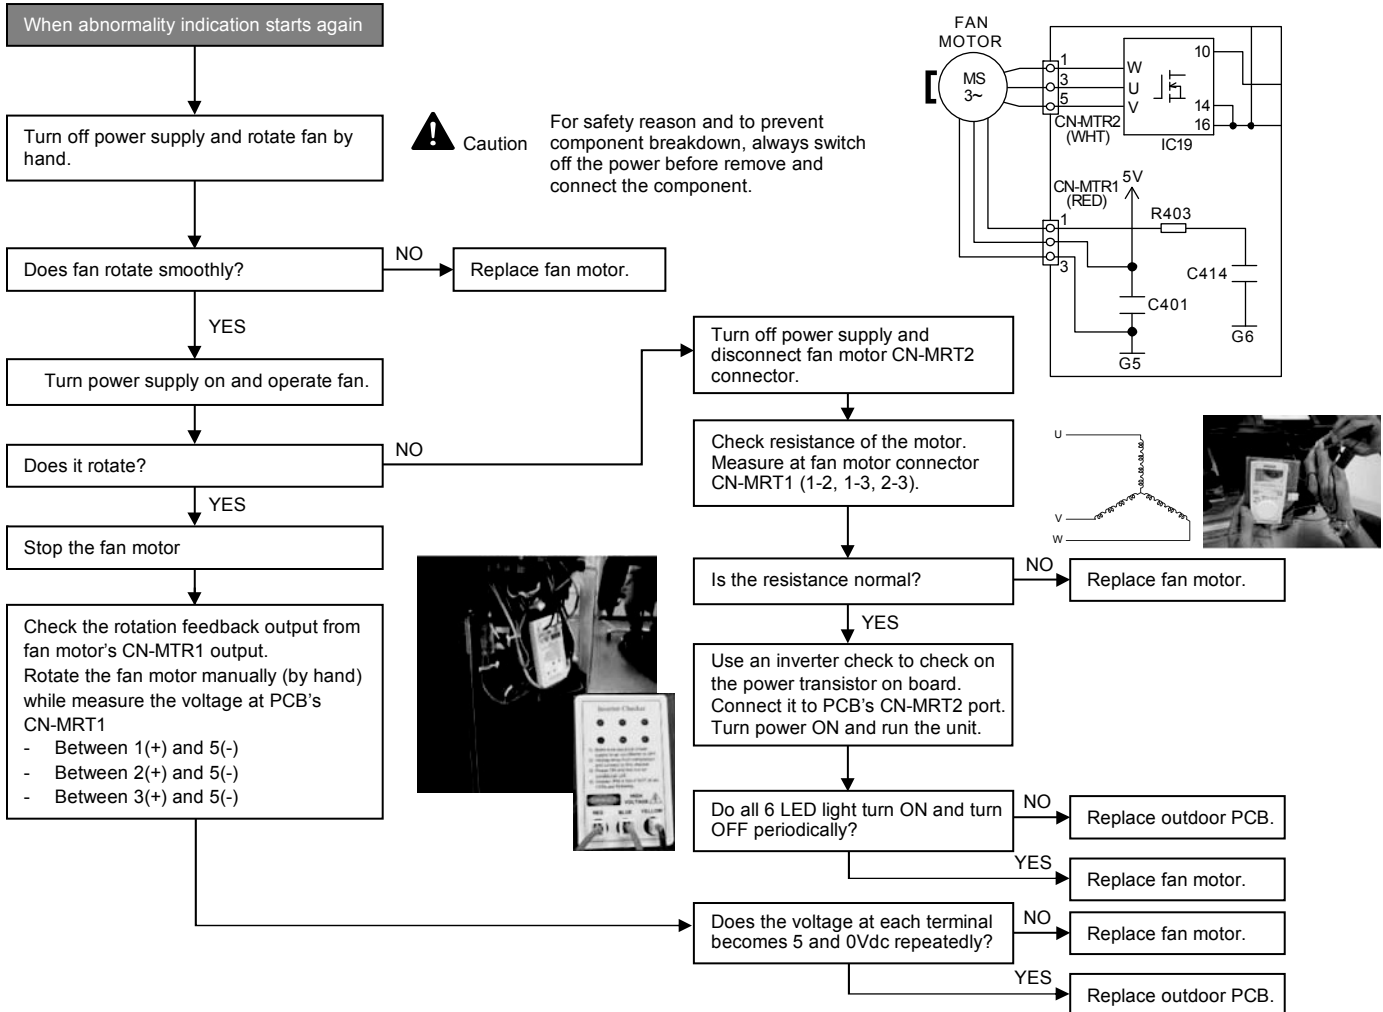 When abnormality indication starts again
Turn off power supply and rotate fan by
hand.
Caution
For safety reason and to prevent
component breakdown, always switch
off the power before remove and
connect the component.
Does fan rotate smoothly?
NO
Replace fan motor.
YES
Turn power supply on and operate fan.
Does it rotate?
NO
YES
Stop the fan motor
Check the rotation feedback output from
fan motor's CN-MTR1 output.
Rotate the fan motor manually (by hand)
while measure the voltage at PCB's
CN-MRT1
- Between 1(+) and 5(-)
- Between 2(+) and 5(-)
- Between 3(+) and 5(-)
Turn off power supply and
disconnect fan motor CN-MRT2
connector.
Check resistance of the motor.
Measure at fan motor connector
CN-MRT1 (1-2, 1-3, 2-3).
Is the resistance normal?
NO
Replace fan motor.
YES
Use an inverter check to check on
the power transistor on board.
Connect it to PCB's CN-MRT2 port.
Turn power ON and run the unit.
Do all 6 LED light turn ON and turn
OFF periodically?
NO
Replace outdoor PCB.
YES
Replace fan motor.
Does the voltage at each terminal
becomes 5 and 0Vdc repeatedly?
NO
Replace fan motor.
YES
Replace outdoor PCB.
FAN
MOTOR
MS
3~
1
3
5
W
U
V
10
14
16
CN-MTR2
(WHT)
IC19
CN-MTR1
(RED)
5V
1
3
R403
C414
C401
G6
G5
U
V
W
Inverter Checker
HIGH
VOLTAGE
RED
BLUE
YELLOW